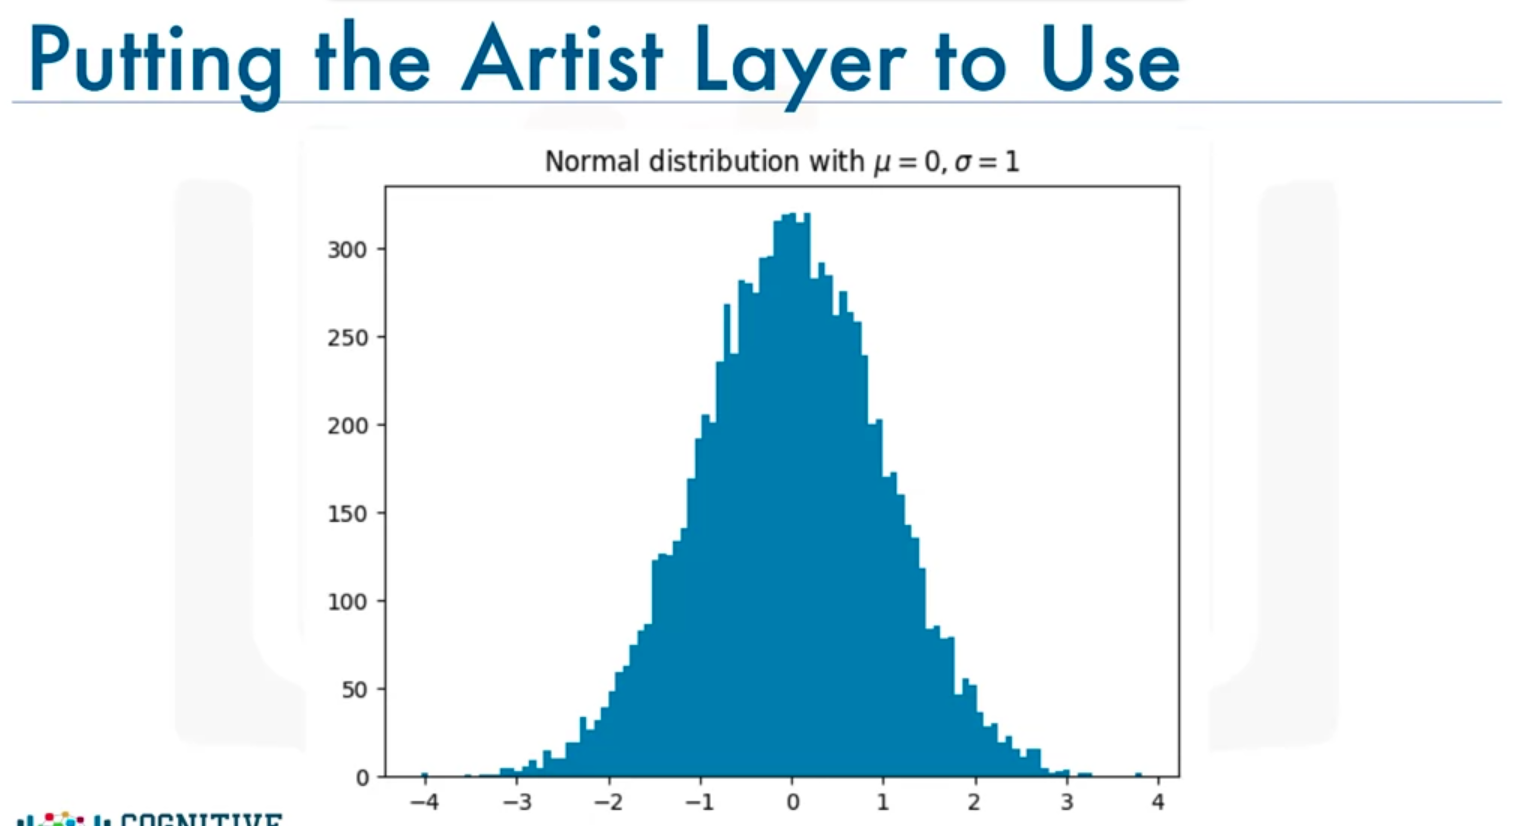 Putting the Artist Layer to Use
Normal distribution with μ = 0, σ = 1
300
250
200
150
100
50
0
−4 −3 −2 −1 0 1 2 3 4
COGNITIVE